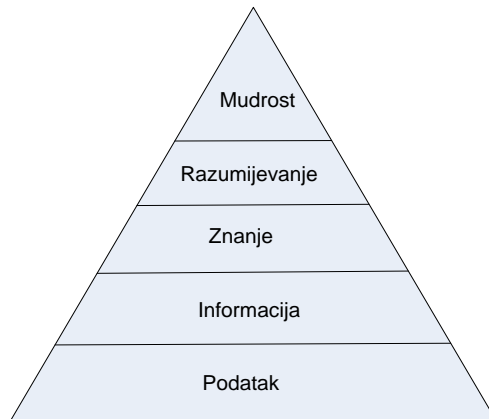 Mudrost
Razumijevanje
Znanje
Informacija
Podatak